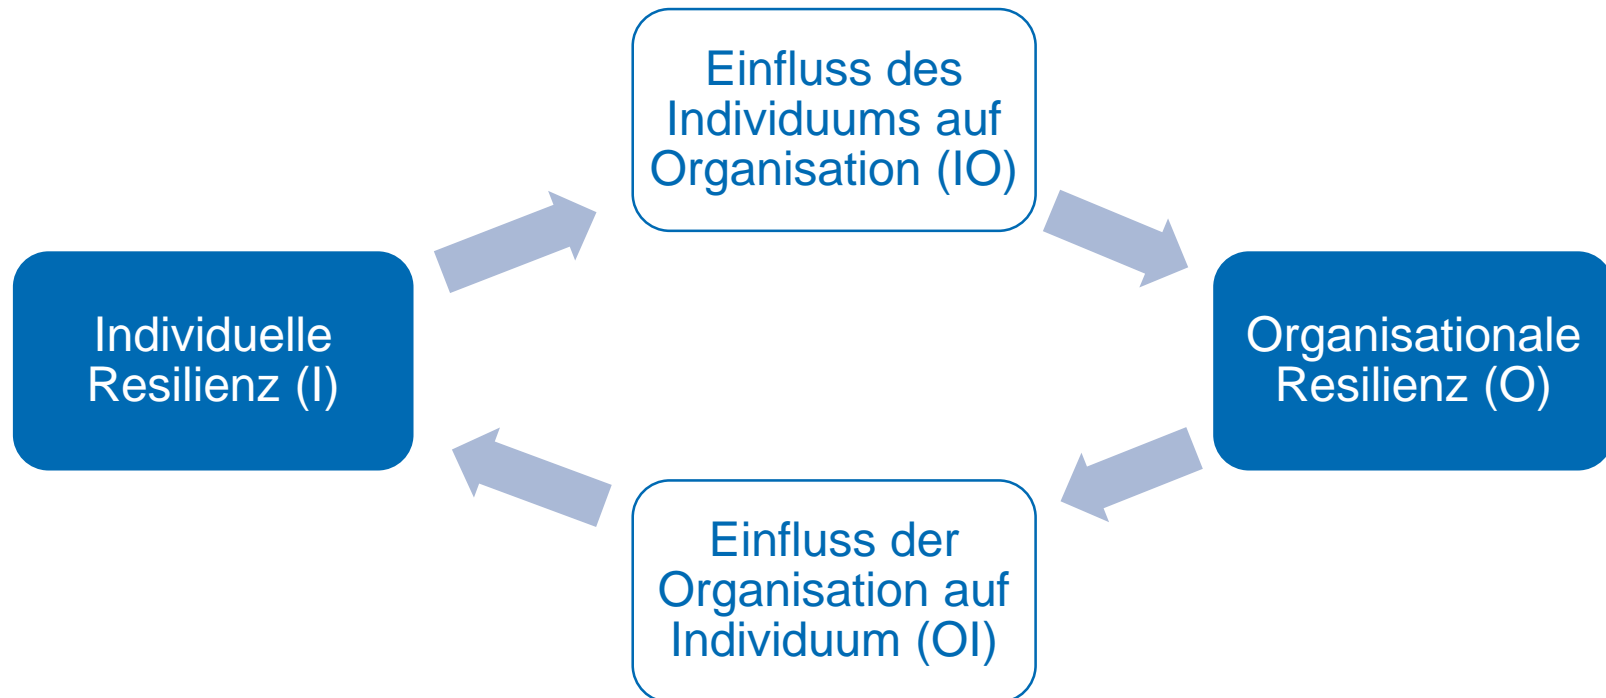 Einfluss des
Individuums auf
Organisation (IO)
Individuelle
Resilienz (I)
Organisationale
Resilienz (O)
Einfluss der
Organisation auf
Individuum (OI)